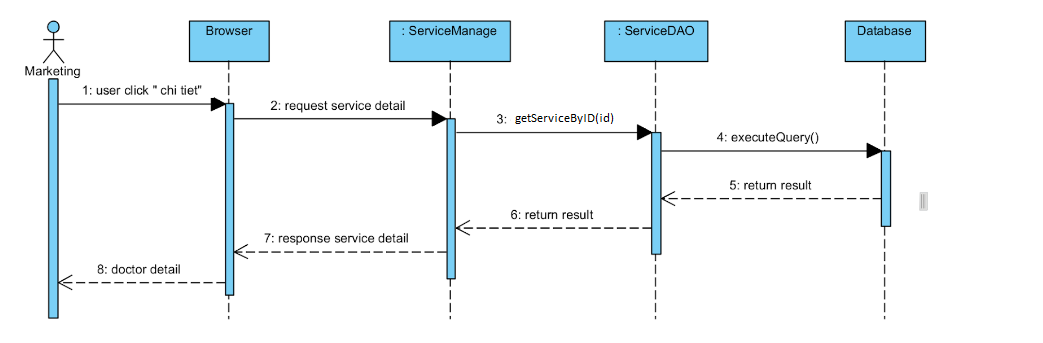 Browser
: ServiceManage
: ServiceDAO
Database
Marketing
1: user click " chi tiet"
2: request service detail
3: getServiceByID(id)
4: executeQuery()
5: return result
6: return result
7: response service detail
8: doctor detail